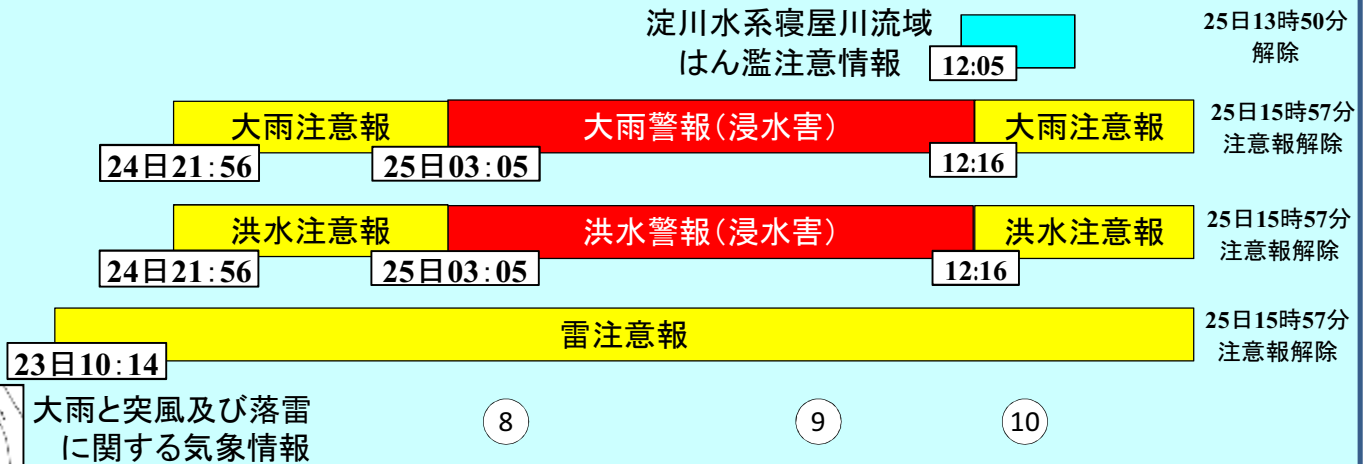 淀川水系寝屋川流域
はん濫注意情報
12:05
25日13時50分
解除
大雨注意報
大雨警報(浸水害)
大雨注意報
24日21:56
25日03:05
12:16
25日15時57分
注意報解除
洪水注意報
洪水警報(浸水害)
洪水注意報
24日21:56
25日03:05
12:16
25日15時57分
注意報解除
雷注意報
23日10:14
25日15時57分
注意報解除
大雨と突風及び落雷
に関する気象情報
8
9
10